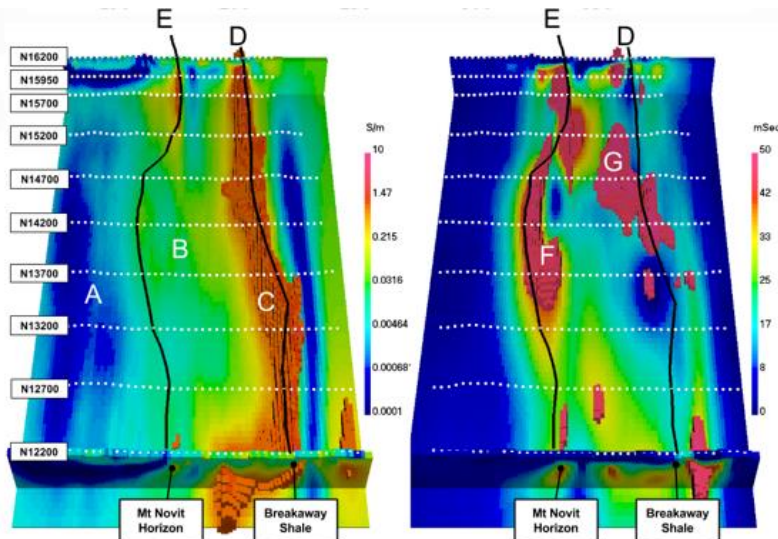 E
D
E
D
N16200
N15950
N15700
N15200
N14700
N14200
N13700
N13200
N12700
N12200
S/m
10
1.47
0.215
0.0316
0.00464
0.00068
0.0001
mSec
50
42
33
25
17
8
0
A
B
C
F
G
Mt Novit
Horizon
Breakaway
Shale
Mt Novit
Horizon
Breakaway
Shale